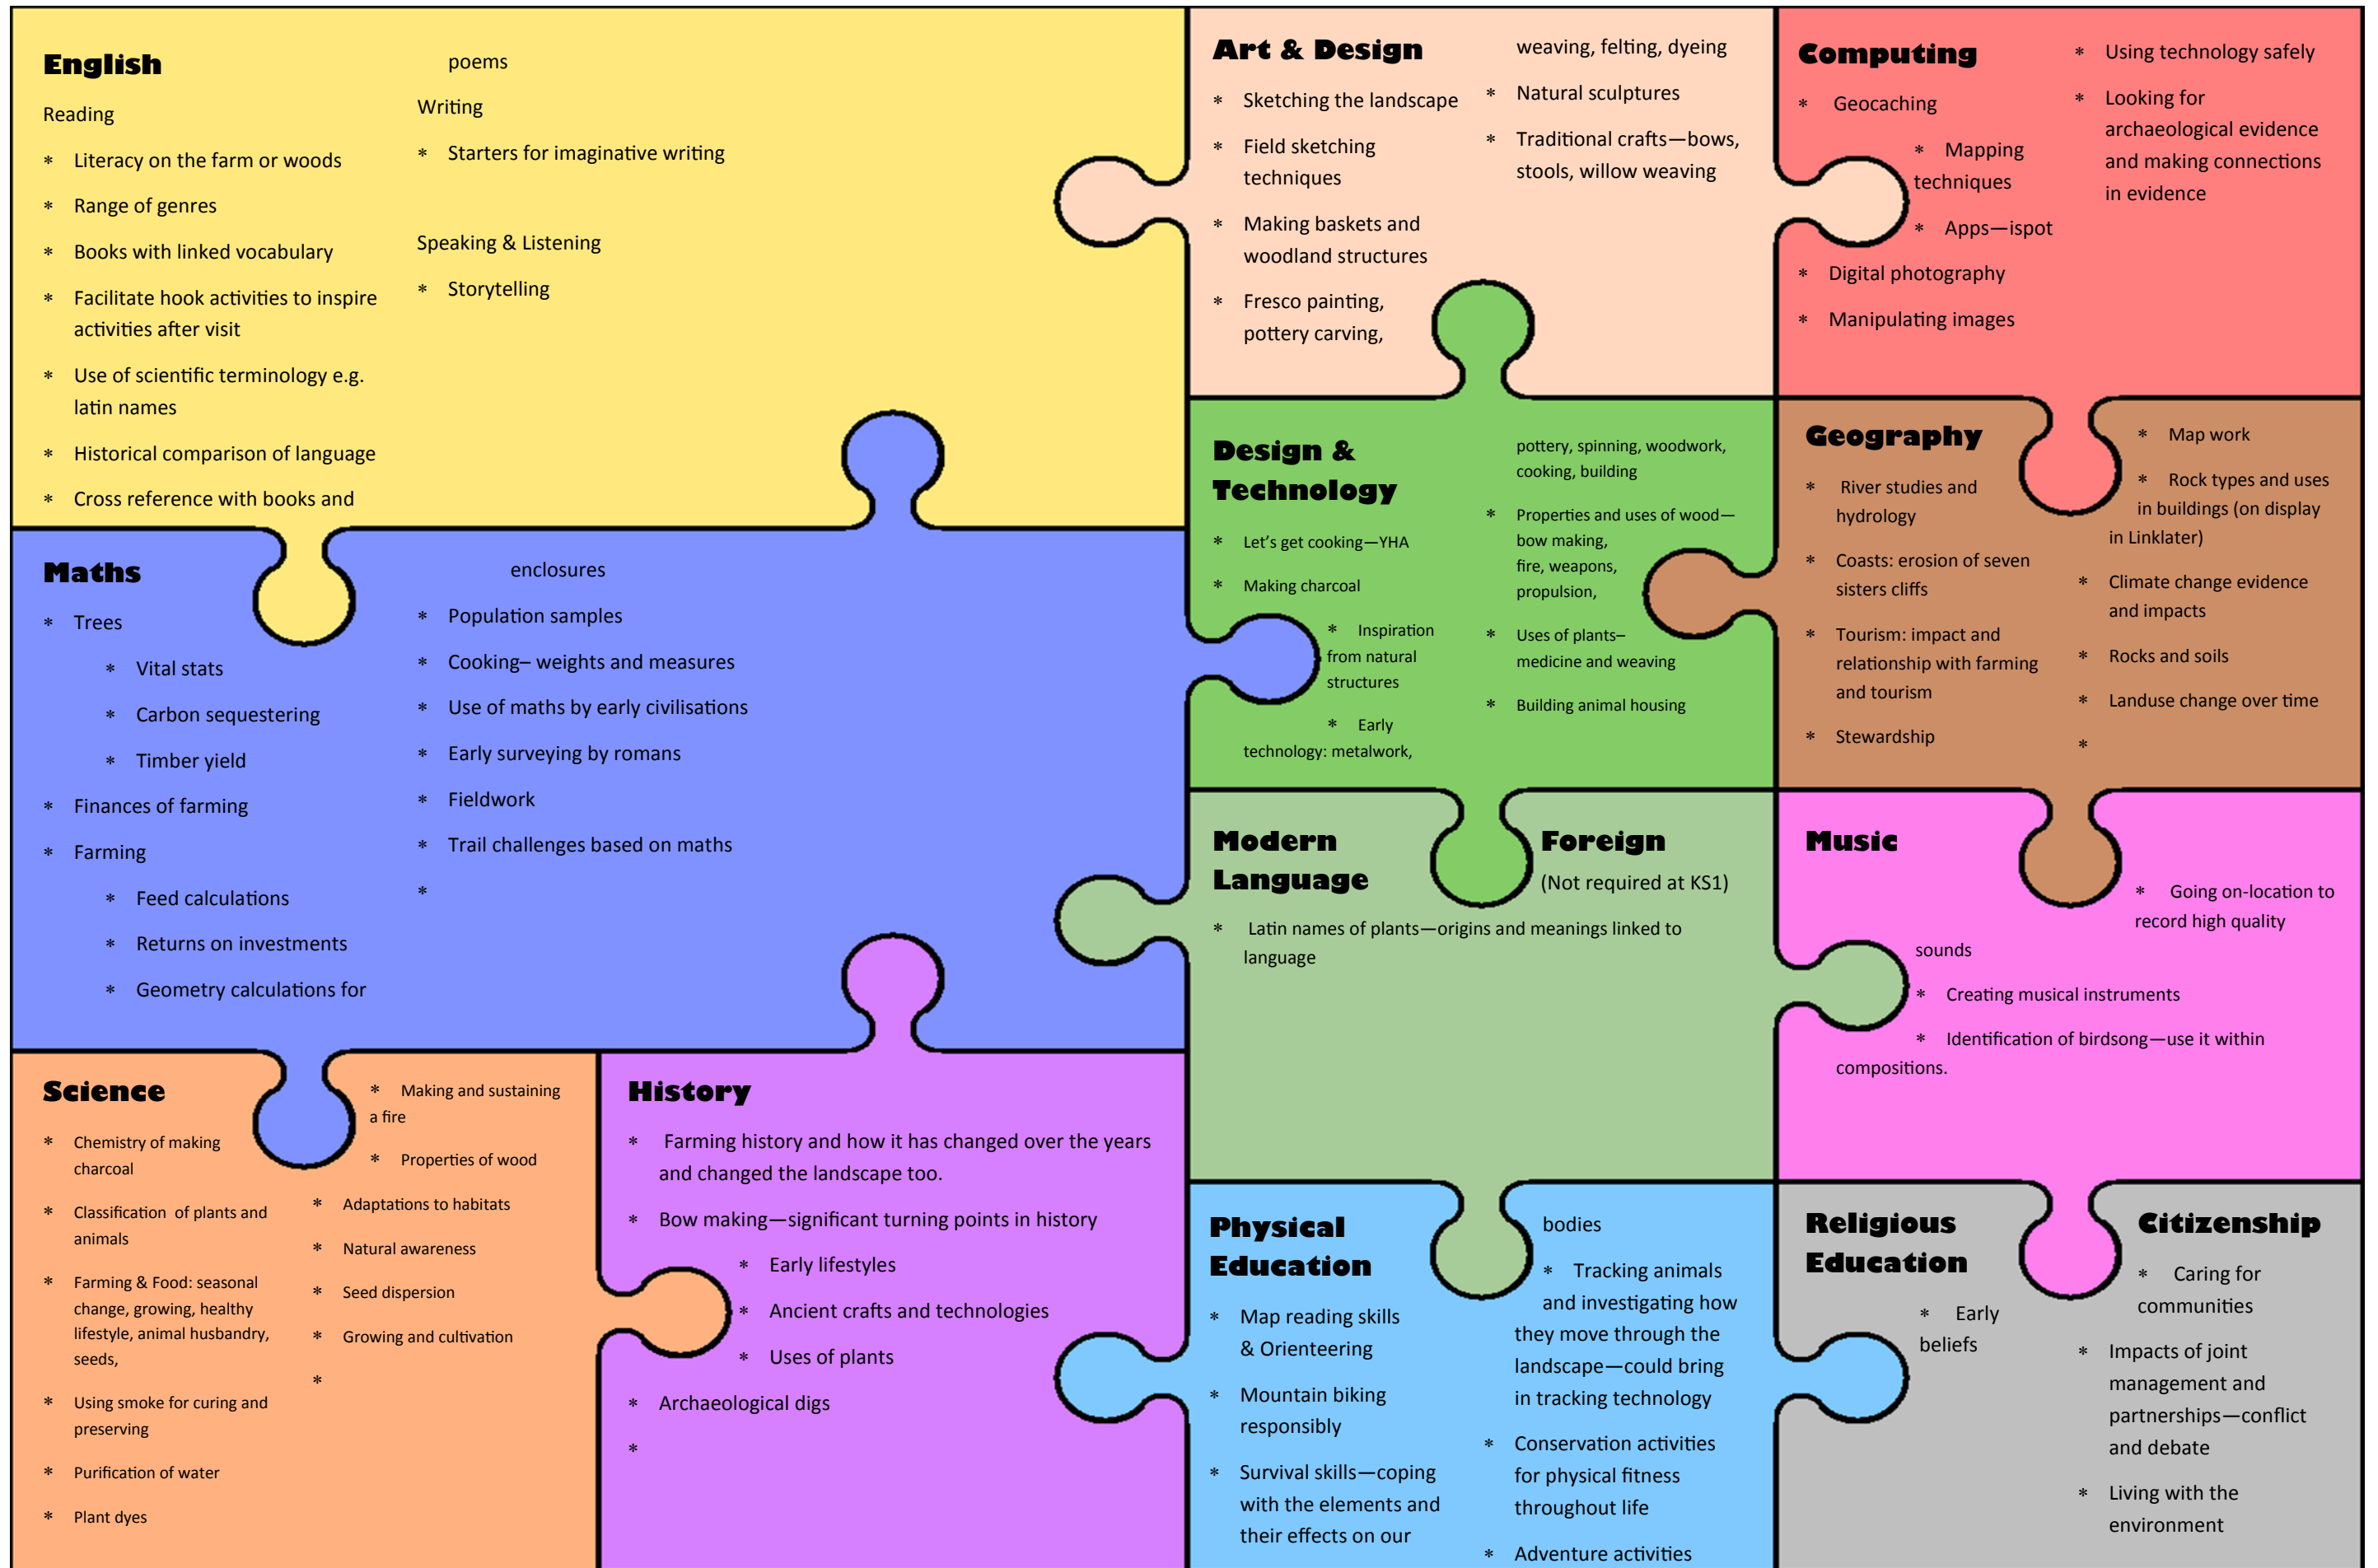 English
Reading
* Literacy on the farm or woods
* Range of genres
* Books with linked vocabulary
* Facilitate hook activities to inspire
activities after visit
* Use of scientific terminology e.g.
latin names
* Historical comparison of language
* Cross reference with books and
poems
Writing
* Starters for imaginative writing
Speaking & Listening
* Storytelling
Art & Design
* Sketching the landscape
* Field sketching
techniques
* Making baskets and
woodland structures
* Fresco painting,
pottery carving,
weaving, felting, dyeing
* Natural sculptures
* Traditional crafts—bows,
stools, willow weaving
Computing
* Geocaching
* Mapping
techniques
* Apps—ispot
* Digital photography
* Manipulating images
* Using technology safely
* Looking for
archaeological evidence
and making connections
in evidence
Maths
* Trees
* Vital stats
* Carbon sequestering
* Timber yield
* Finances of farming
* Farming
* Feed calculations
* Returns on investments
* Geometry calculations for
enclosures
* Population samples
* Cooking– weights and measures
* Use of maths by early civilisations
* Early surveying by romans
* Fieldwork
* Trail challenges based on maths
*
Design &
Technology
* Let's get cooking—YHA
* Making charcoal
* Inspiration
from natural
structures
* Early
technology: metalwork,
pottery, spinning, woodwork,
cooking, building
* Properties and uses of wood—
bow making,
fire, weapons,
propulsion,
* Uses of plants–
medicine and weaving
* Building animal housing
Geography
* River studies and
hydrology
* Coasts: erosion of seven
sisters cliffs
* Tourism: impact and
relationship with farming
and tourism
* Stewardship
* Map work
* Rock types and uses
in buildings (on display
in Linklater)
* Climate change evidence
and impacts
* Rocks and soils
* Landuse change over time
*
Modern Foreign
Language
(Not required at KS1)
* Latin names of plants—origins and meanings linked to
language
Music
* Going on-location to
record high quality
sounds
* Creating musical instruments
* Identification of birdsong—use it within
compositions.
Science
* Chemistry of making
charcoal
* Classification of plants and
animals
* Farming & Food: seasonal
change, growing, healthy
lifestyle, animal husbandry,
seeds,
* Using smoke for curing and
preserving
* Purification of water
* Plant dyes
* Making and sustaining
a fire
* Properties of wood
* Adaptations to habitats
* Natural awareness
* Seed dispersion
* Growing and cultivation
*
History
* Farming history and how it has changed over the years
and changed the landscape too.
* Bow making—significant turning points in history
* Early lifestyles
* Ancient crafts and technologies
* Uses of plants
* Archaeological digs
*
Physical
Education
* Map reading skills
& Orienteering
* Mountain biking
responsibly
* Survival skills—coping
with the elements and
their effects on our
bodies
* Tracking animals
and investigating how
they move through the
landscape—could bring
in tracking technology
* Conservation activities
for physical fitness
throughout life
* Adventure activities
Religious
Education
* Early
beliefs
Citizenship
* Caring for
communities
* Impacts of joint
management and
partnerships—conflict
and debate
* Living with the
environment